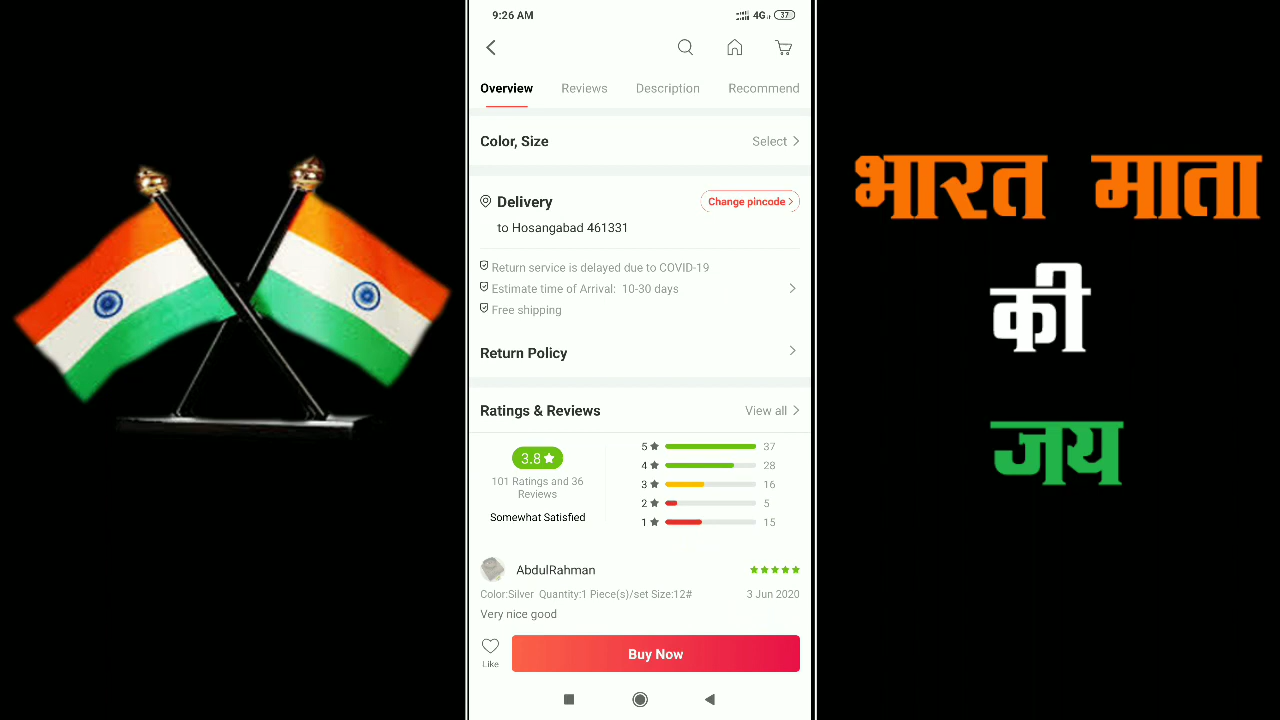 9:26 AM 4G 37
Overview Reviews Description Recommend
Color, Size Select
Delivery Change pincode
to Hosangabad 461331
Return service is delayed due to COVID-19
Estimate time of Arrival: 10-30 days
Free shipping
Return Policy
Ratings & Reviews View all
3.8
101 Ratings and 36
Reviews
Somewhat Satisfied
5 37
4 28
3 16
2 5
1 15
AbdulRahman
Color:Silver Quantity:1 Piece(s)/set Size:12# 3 Jun 2020
Very nice good
Like
Buy Now
भारत माता
की
जय